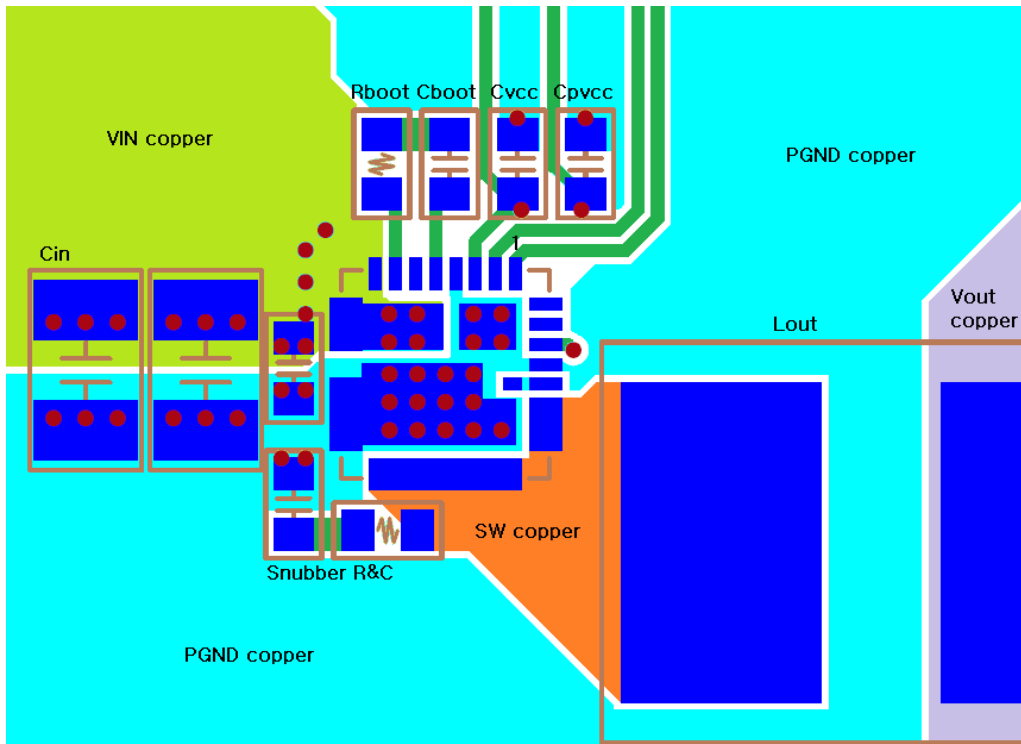 Rboot Cboot Cvcc Cpvcc
VIN copper
PGND copper
1
Cin
Vout
copper
Lout
SW copper
Snubber R&C
PGND copper